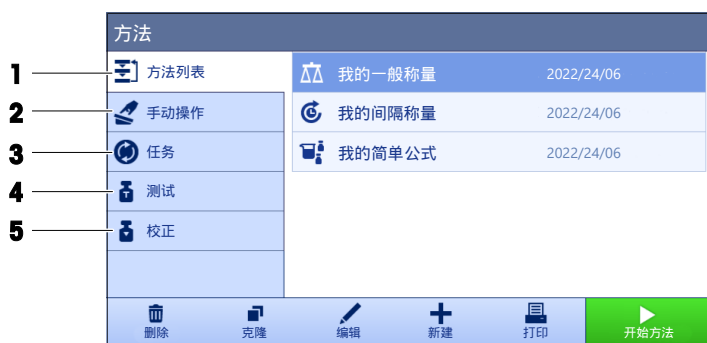 方法
1 方法列表
2 手动操作
3 任务
4 测试
5 校正
我的一般称量 2022/24/06
我的间隔称量 2022/24/06
我的简单公式 2022/24/06
删除 克隆 编辑 新建 打印 开始方法